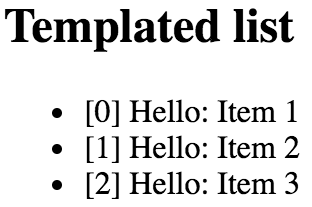 Templated list
• [0] Hello: Item 1
• [1] Hello: Item 2
• [2] Hello: Item 3